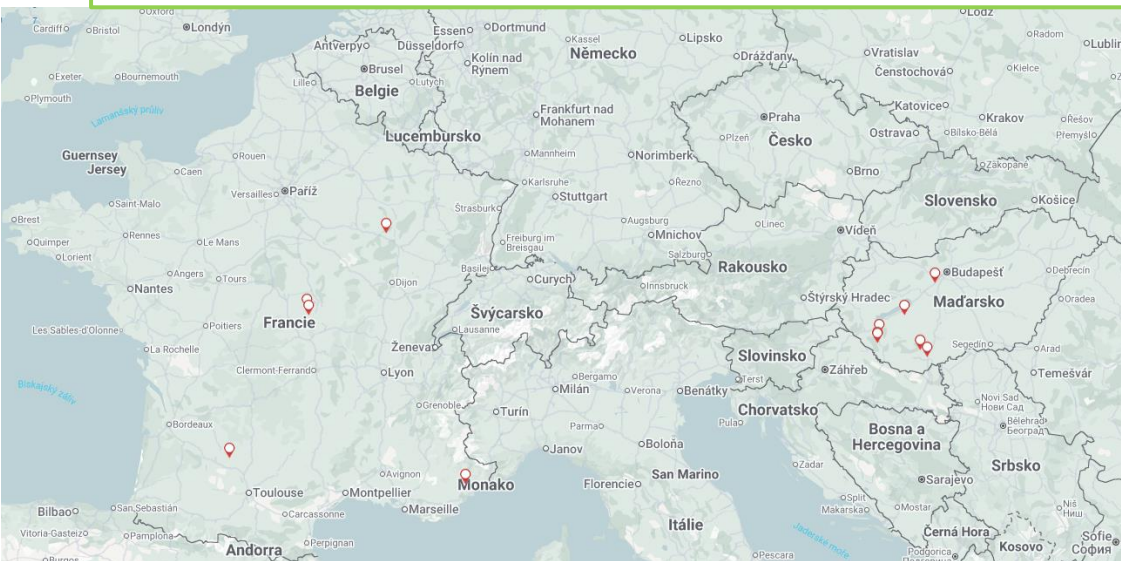 Oxford
Lodž
Cardiff
Bristol
Londýn
Essen
Dortmund
Kassel
Lipsko
Radom
Antverpy
Düsseldorf
Německo
Drážďany
Vratislav
Lublin
Brusel
Kolín nad
Rýnem
Čenstochová
Kielce
Exeter
Bournemouth
Lille
Lutych
Belgie
Plymouth
Lamanšský průliv
Frankfurt nad
Mohanem
Praha
Katovice
Krakov
Řešov
Lucembursko
Plzeň
Česko
Ostrava
Bílsko-Bělá
Přemyšl
Guernsey
Jersey
Rouen
Caen
Mannheim
Norimberk
Brno
Zakopané
Versailles
Paříž
Karlsruhe
Stuttgart
Řezno
Slovensko
Košice
Saint-Malo
Štrasburk
Brest
Quimper
Rennes
Le Mans
Augsburg
Mnichov
Linec
Vídeň
Lorient
Freiburg im
Breisgau
Salzburg
Angers
Tours
Dijon
Basilej
Curych
Innsbruck
Rakousko
Budapešť
Debrecín
Nantes
Švýcarsko
Štýrský Hradec
Maďarsko
Oradea
Les Sables-d'Olonne
Poitiers
Francie
Lausanne
La Rochelle
Ženeva
Slovinsko
Segedín
Arad
Clermont-Ferrand
Lyon
Bergamo
Záhřeb
Temešvár
Biskajský záliv
Milán
Verona
Benátky
Terst
Grenoble
Turín
Chorvatsko
Novi Sad
Нови Сад
Bordeaux
Parma
Pula
Bosna a
Hercegovina
Bělehrad
Београд
Janov
Boloňa
Avignon
Zadar
Srbsko
Toulouse
Montpellier
Monako
Florencie
San Marino
Sarajevo
Bilbao
San Sebastián
Carcassonne
Marseille
Split
Makarska
Mostar
Niš
Ниш
Vitoria-Gasteiz
Pamplona
Perpignan
Itálie
Jaderské moře
Černá Hora
Sofie
София
Andorra
Pescara
Podgorica
Kosovo
Burgos